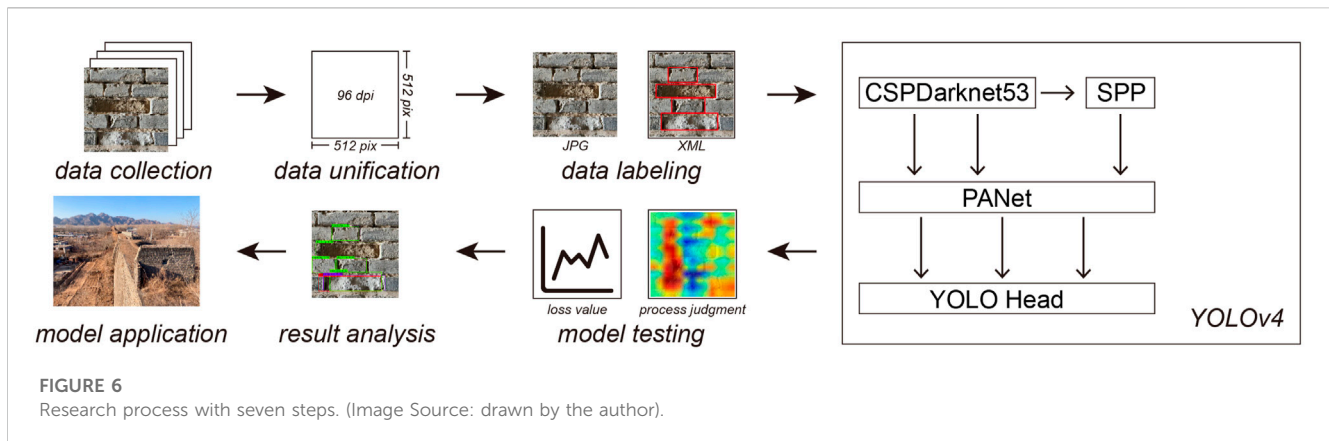 96 dpi
512 pix
512 pix
JPG
XML
data collection
data unification
data labeling
CSPDarknet53
SPP
PANet
YOLO Head
YOLOv4
loss value
process judgment
model application
result analysis
model testing
FIGURE 6
Research process with seven steps. (Image Source: drawn by the author).